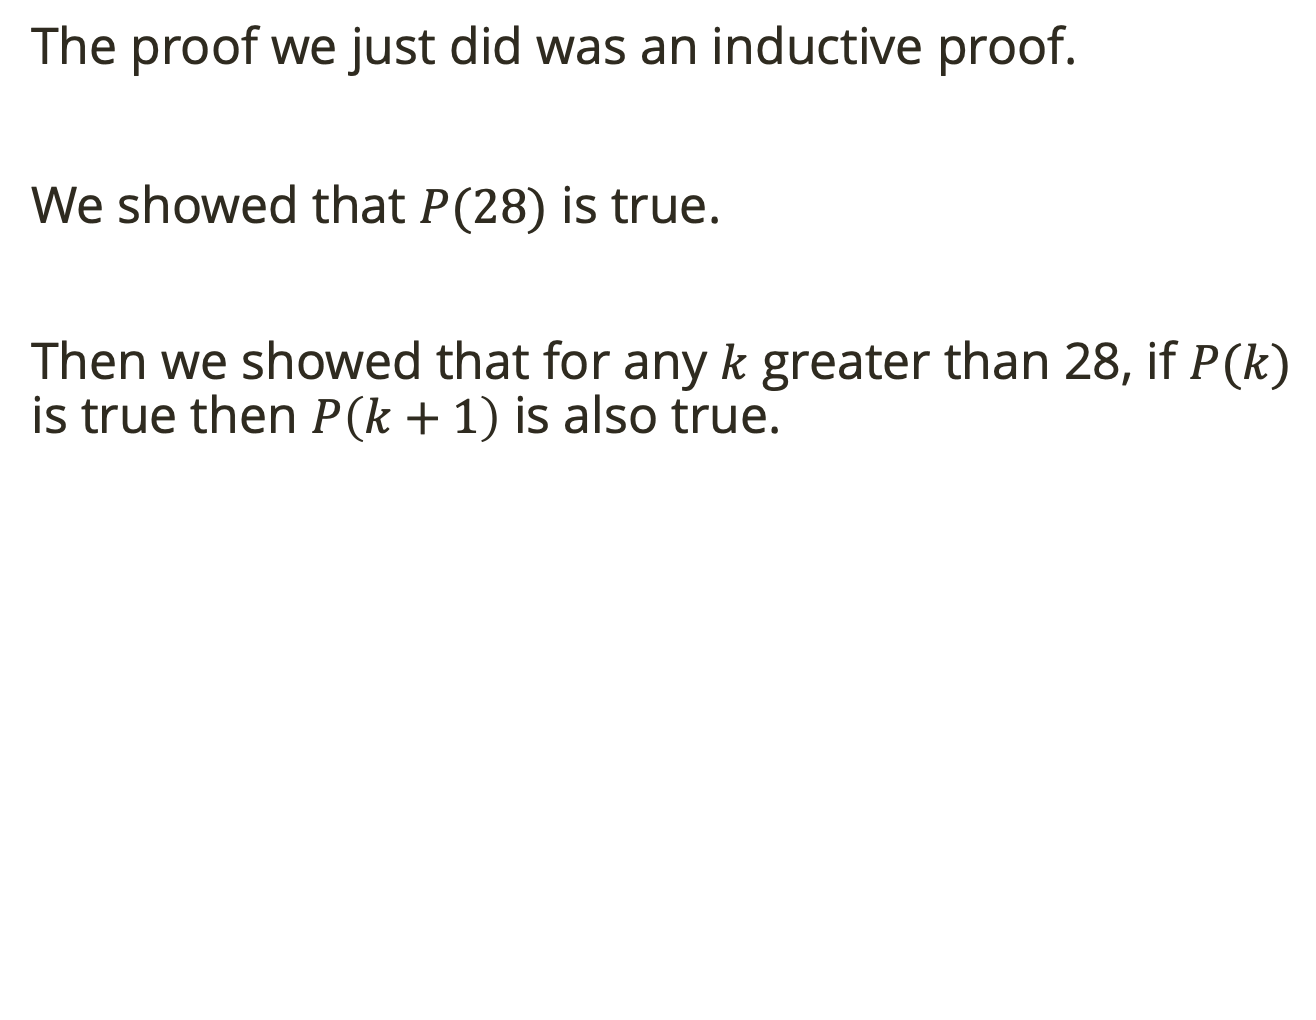 The proof we just did was an inductive proof.
We showed that P(28) is true.
Then we showed that for any k greater than 28, if P(k)
is true then P(k + 1) is also true.